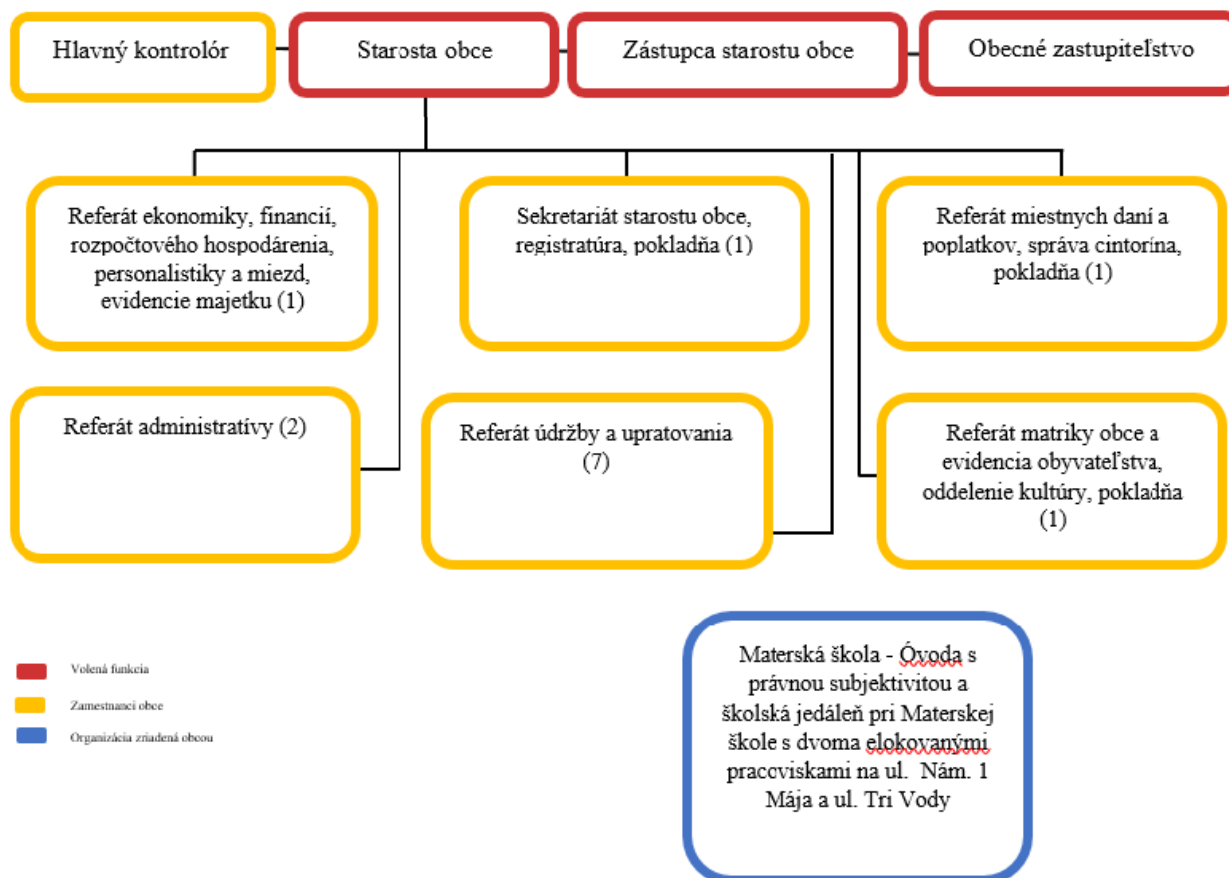 Hlavný kontrolór
Starosta obce
Zástupca starostu obce
Obecné zastupiteľstvo
Referát ekonomiky, financií,
rozpočtového hospodárenia,
personalistiky a miezd,
evidencie majetku (1)
Sekretariát starostu obce,
registratúra, pokladňa (1)
Referát miestnych daní a
poplatkov, správa cintorína,
pokladňa (1)
Referát administratívy (2)
Referát údržby a upratovania
(7)
Referát matriky obce a
evidencia obyvateľstva,
oddelenie kultúry, pokladňa
(1)
Volená funkcia
Zamestnanci obce
Organizácia zriadená obcou
Materská škola - Óvoda s
právnou subjektivitou a
školská jedáleň pri Materskej
škole s dvoma elokovanými
pracoviskami na ul. Nám. 1
Mája a ul. Tri Vody